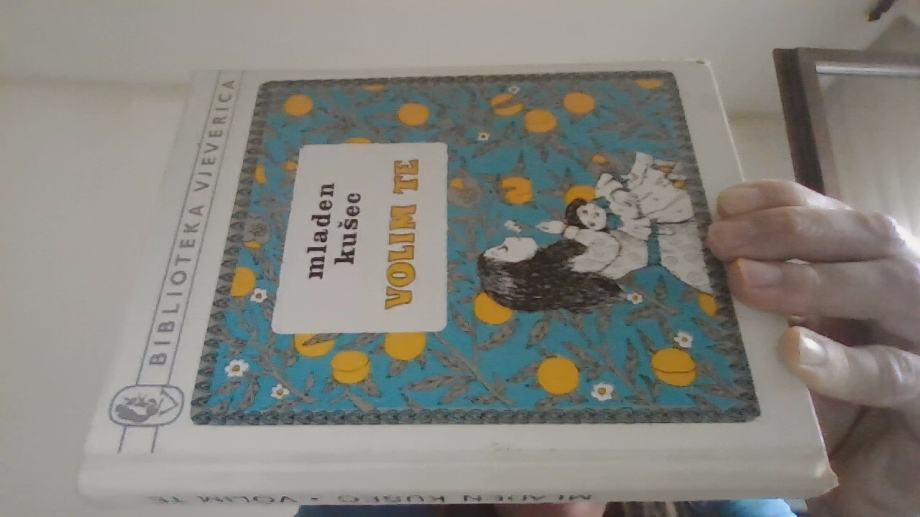 BIBLIOTEKA VJEVERICA
mladen
kušec
VOLIM TE
MLADEN KUŠEC • VOLIM TE